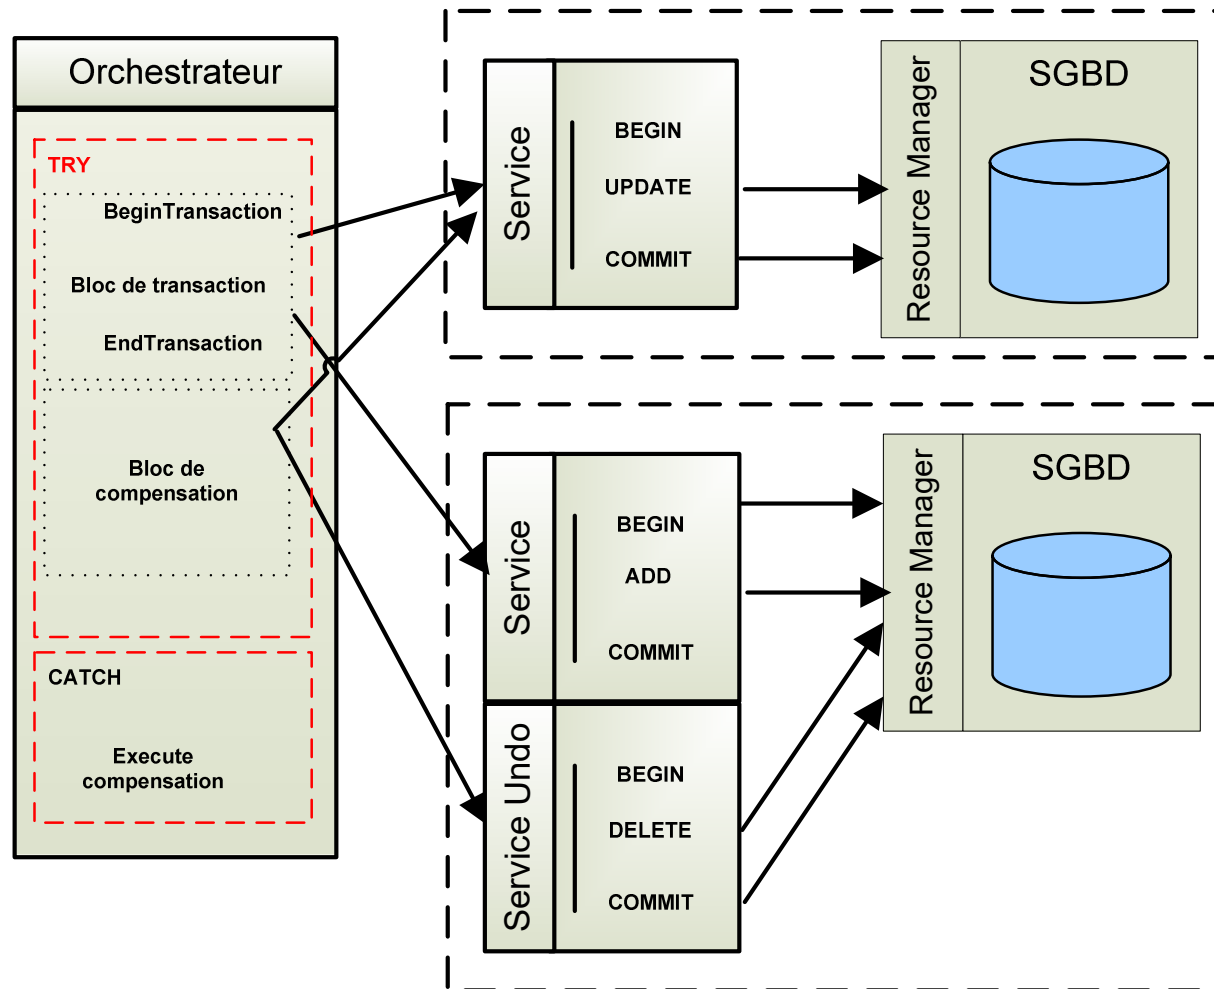 Orchestrateur
TRY
BeginTransaction
Bloc de transaction
EndTransaction
Bloc de
compensation
CATCH
Execute
compensation
Service
BEGIN
UPDATE
COMMIT
Resource Manager
SGBD
Service
BEGIN
ADD
COMMIT
Service Undo
BEGIN
DELETE
COMMIT
Resource Manager
SGBD